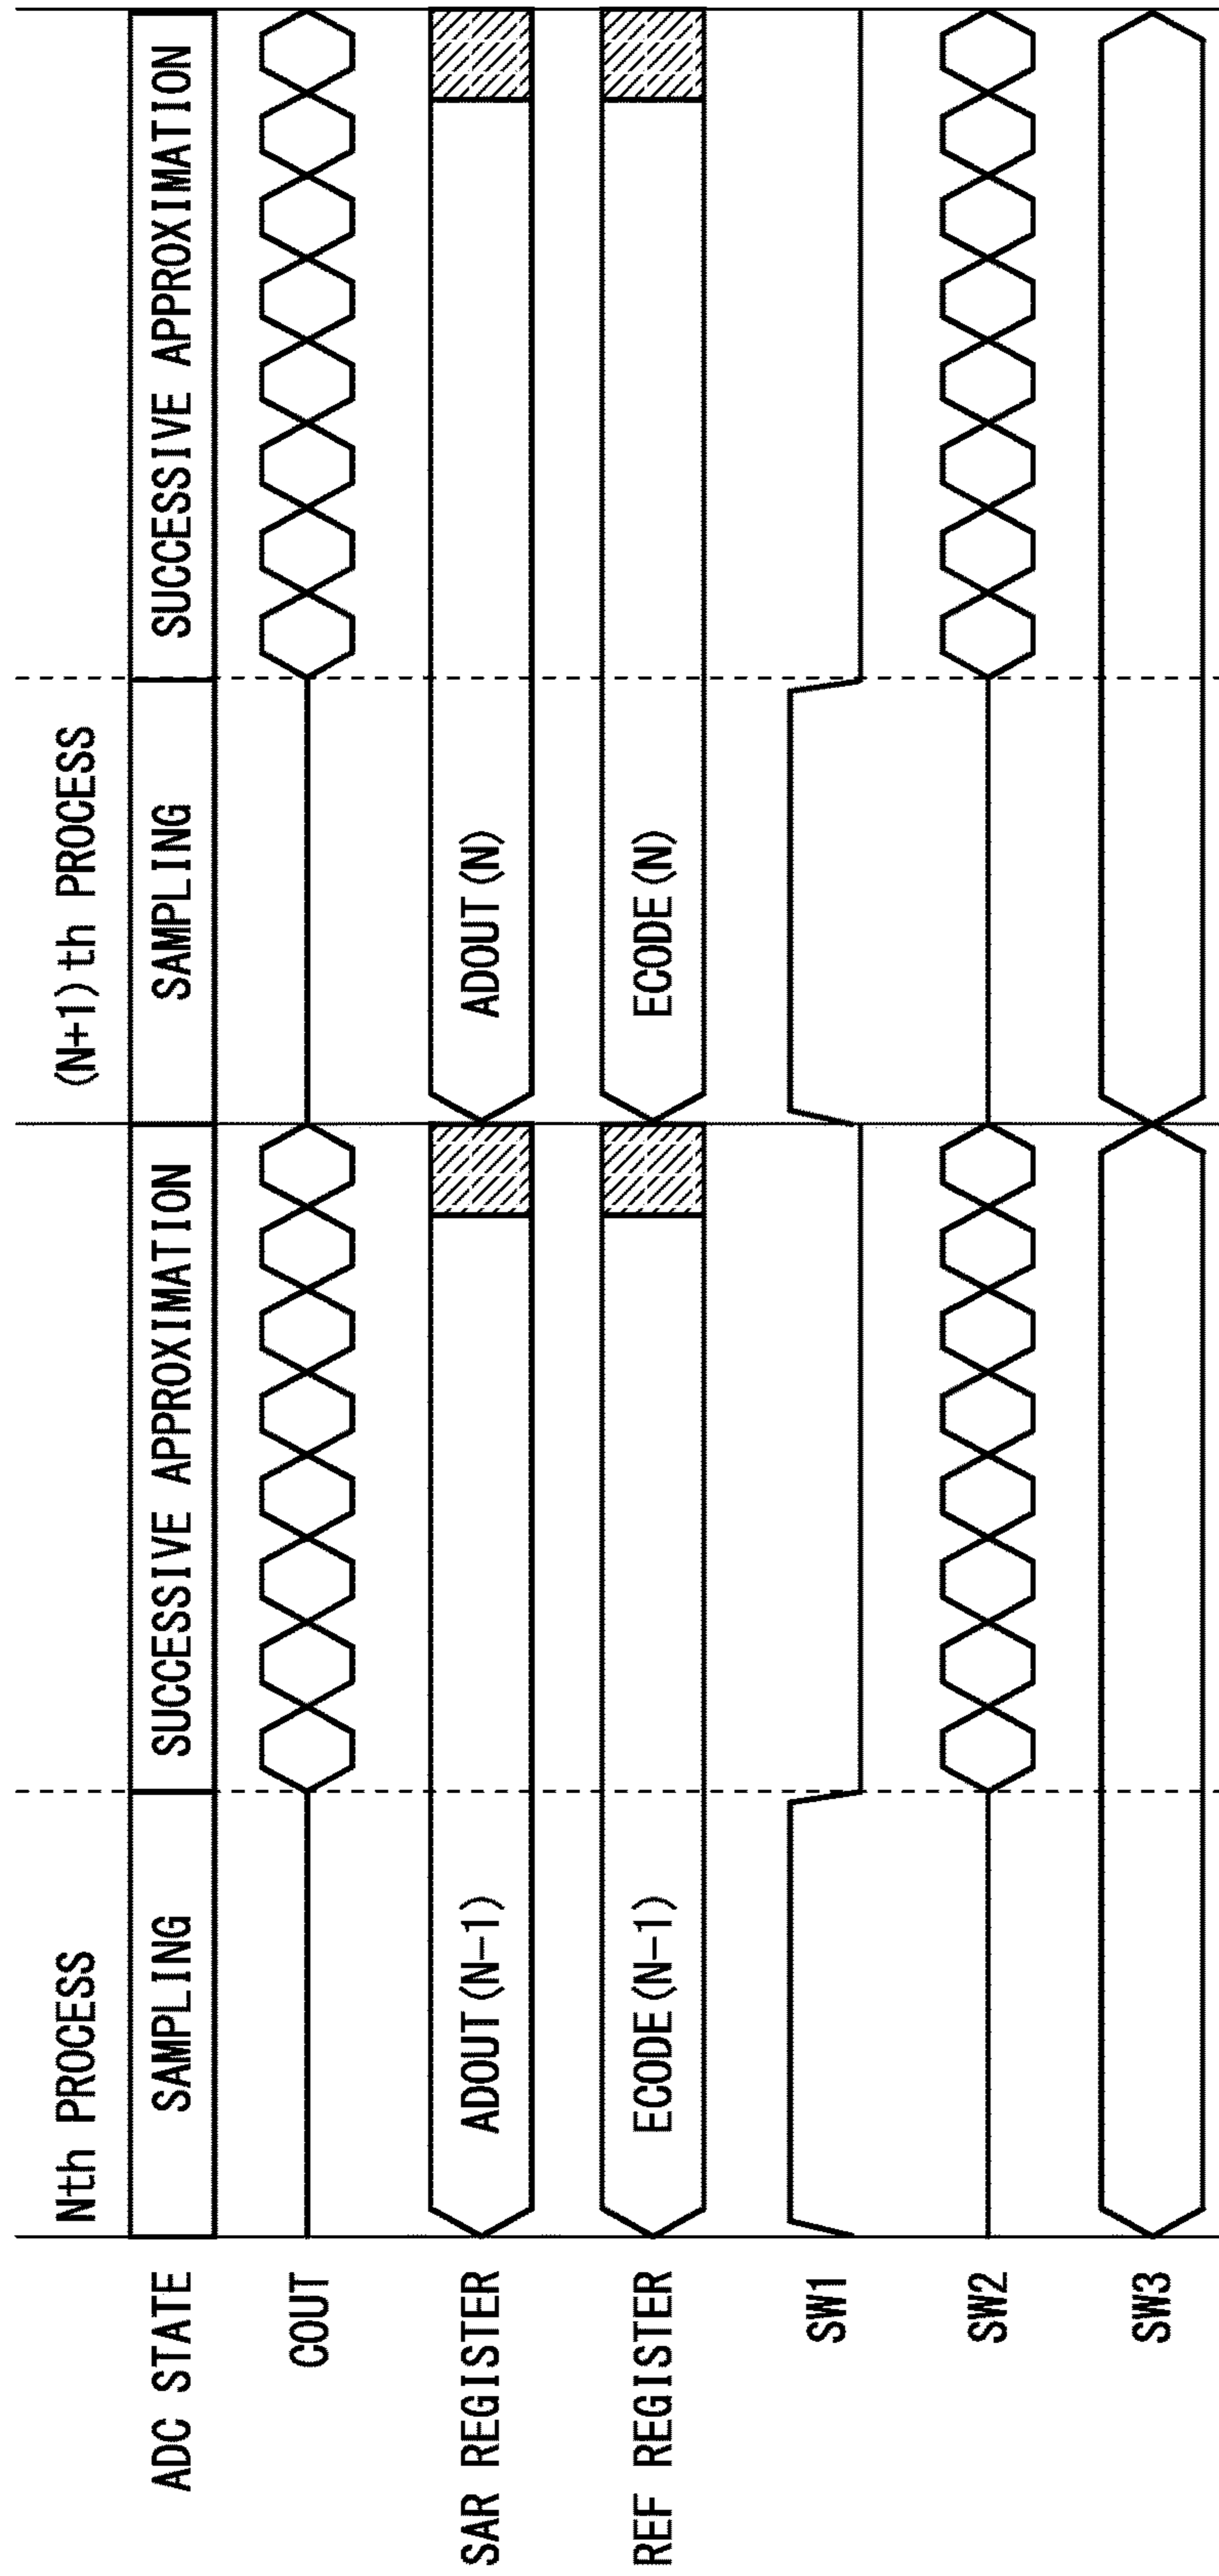 Nth PROCESS
(N+1)th PROCESS
ADC STATE
SAMPLING
SUCCESSIVE APPROXIMATION
SAMPLING
SUCCESSIVE APPROXIMATION
COUT
SAR REGISTER
ADOUT(N-1)
ADOUT(N)
REF REGISTER
ECODE(N-1)
ECODE(N)
SW1
SW2
SW3